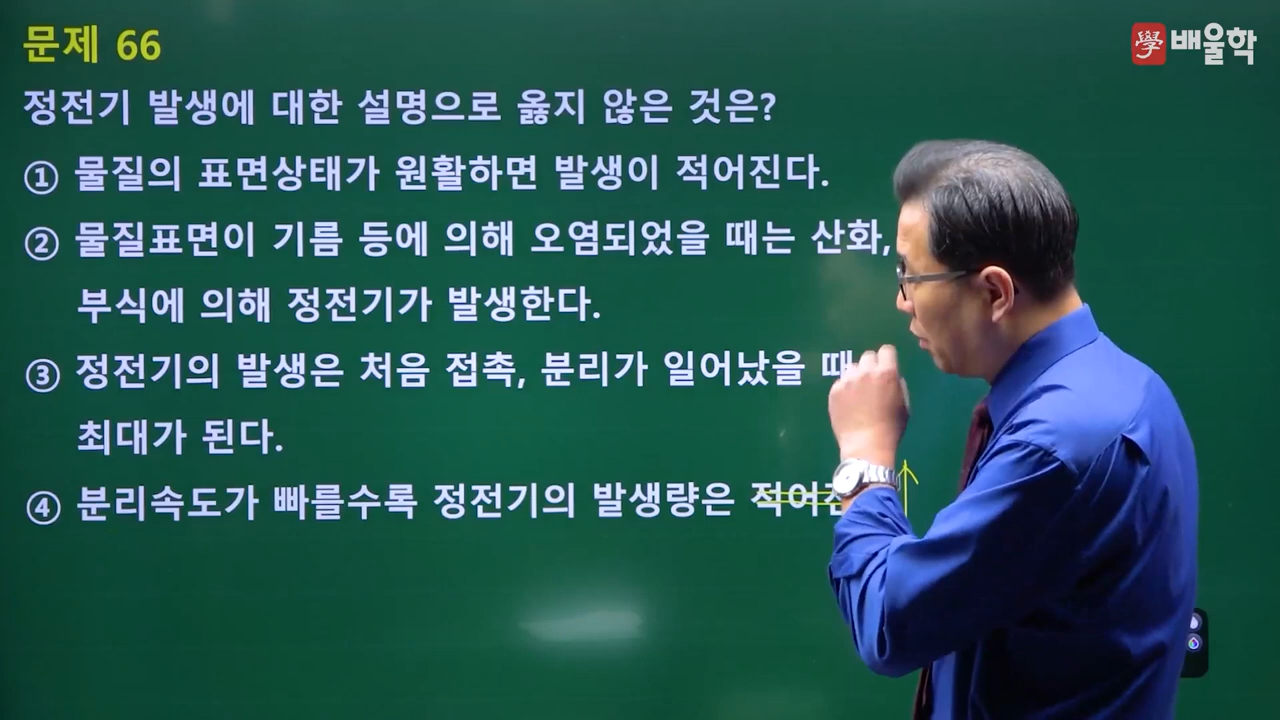 문제 66
學 배울학
정전기 발생에 대한 설명으로 옳지 않은 것은?
① 물질의 표면상태가 원활하면 발생이 적어진다.
② 물질표면이 기름 등에 의해 오염되었을 때는 산화,
부식에 의해 정전기가 발생한다.
③ 정전기의 발생은 처음 접촉, 분리가 일어났을 때
최대가 된다.
④ 분리속도가 빠를수록 정전기의 발생량은